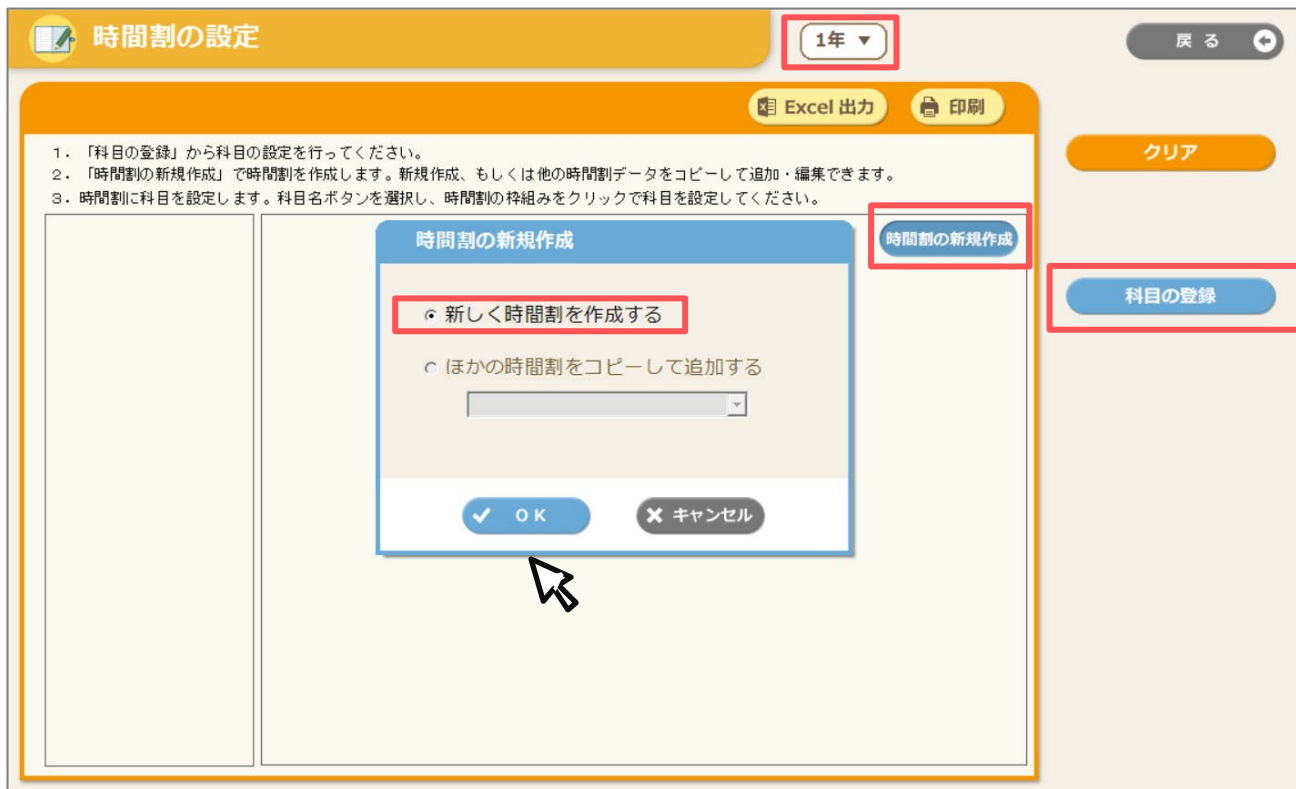 時間割の設定
1年 ▼
戻る
Excel 出力
印刷
クリア
1. 「科目の登録」から科目の設定を行ってください。
2. 「時間割の新規作成」で時間割を作成します。新規作成、もしくは他の時間割データをコピーして追加・編集できます。
3. 時間割に科目を設定します。科目名ボタンを選択し、時間割の枠組みをクリックで科目を設定してください。
時間割の新規作成
時間割の新規作成
科目の登録
新しく時間割を作成する
ほかの時間割をコピーして追加する
OK
キャンセル